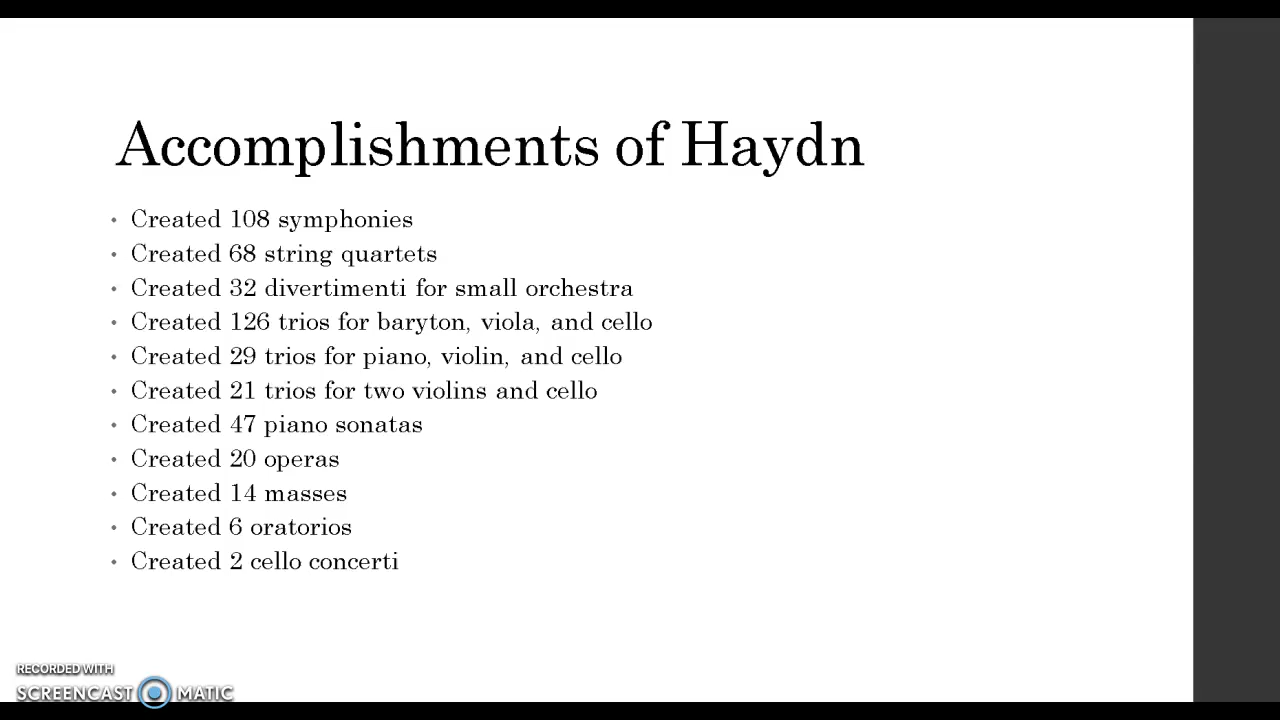 Accomplishments of Haydn
• Created 108 symphonies
• Created 68 string quartets
• Created 32 divertimenti for small orchestra
• Created 126 trios for baryton, viola, and cello
• Created 29 trios for piano, violin, and cello
• Created 21 trios for two violins and cello
• Created 47 piano sonatas
• Created 20 operas
• Created 14 masses
• Created 6 oratorios
• Created 2 cello concerti
RECORDED WITH
SCREENCAST MATIC